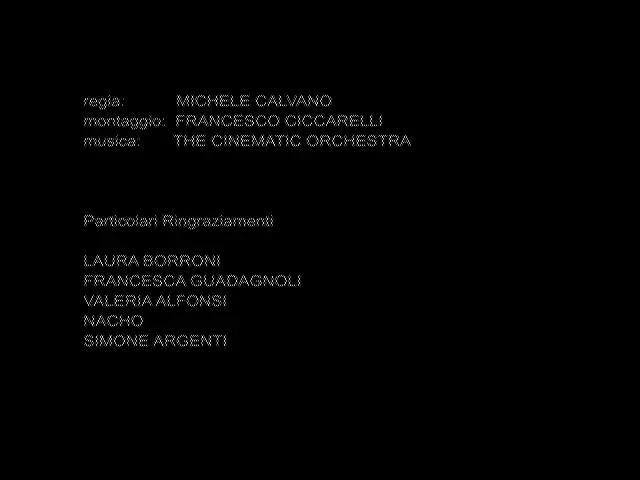 regia: MICHELE CALVANO
montaggio: FRANCESCO CICCARELLI
musica: THE CINEMATIC ORCHESTRA
Particolari Ringraziamenti
LAURA BORRONI
FRANCESCA GUADAGNOLI
VALERIA ALFONSI
NACHO
SIMONE ARGENTI